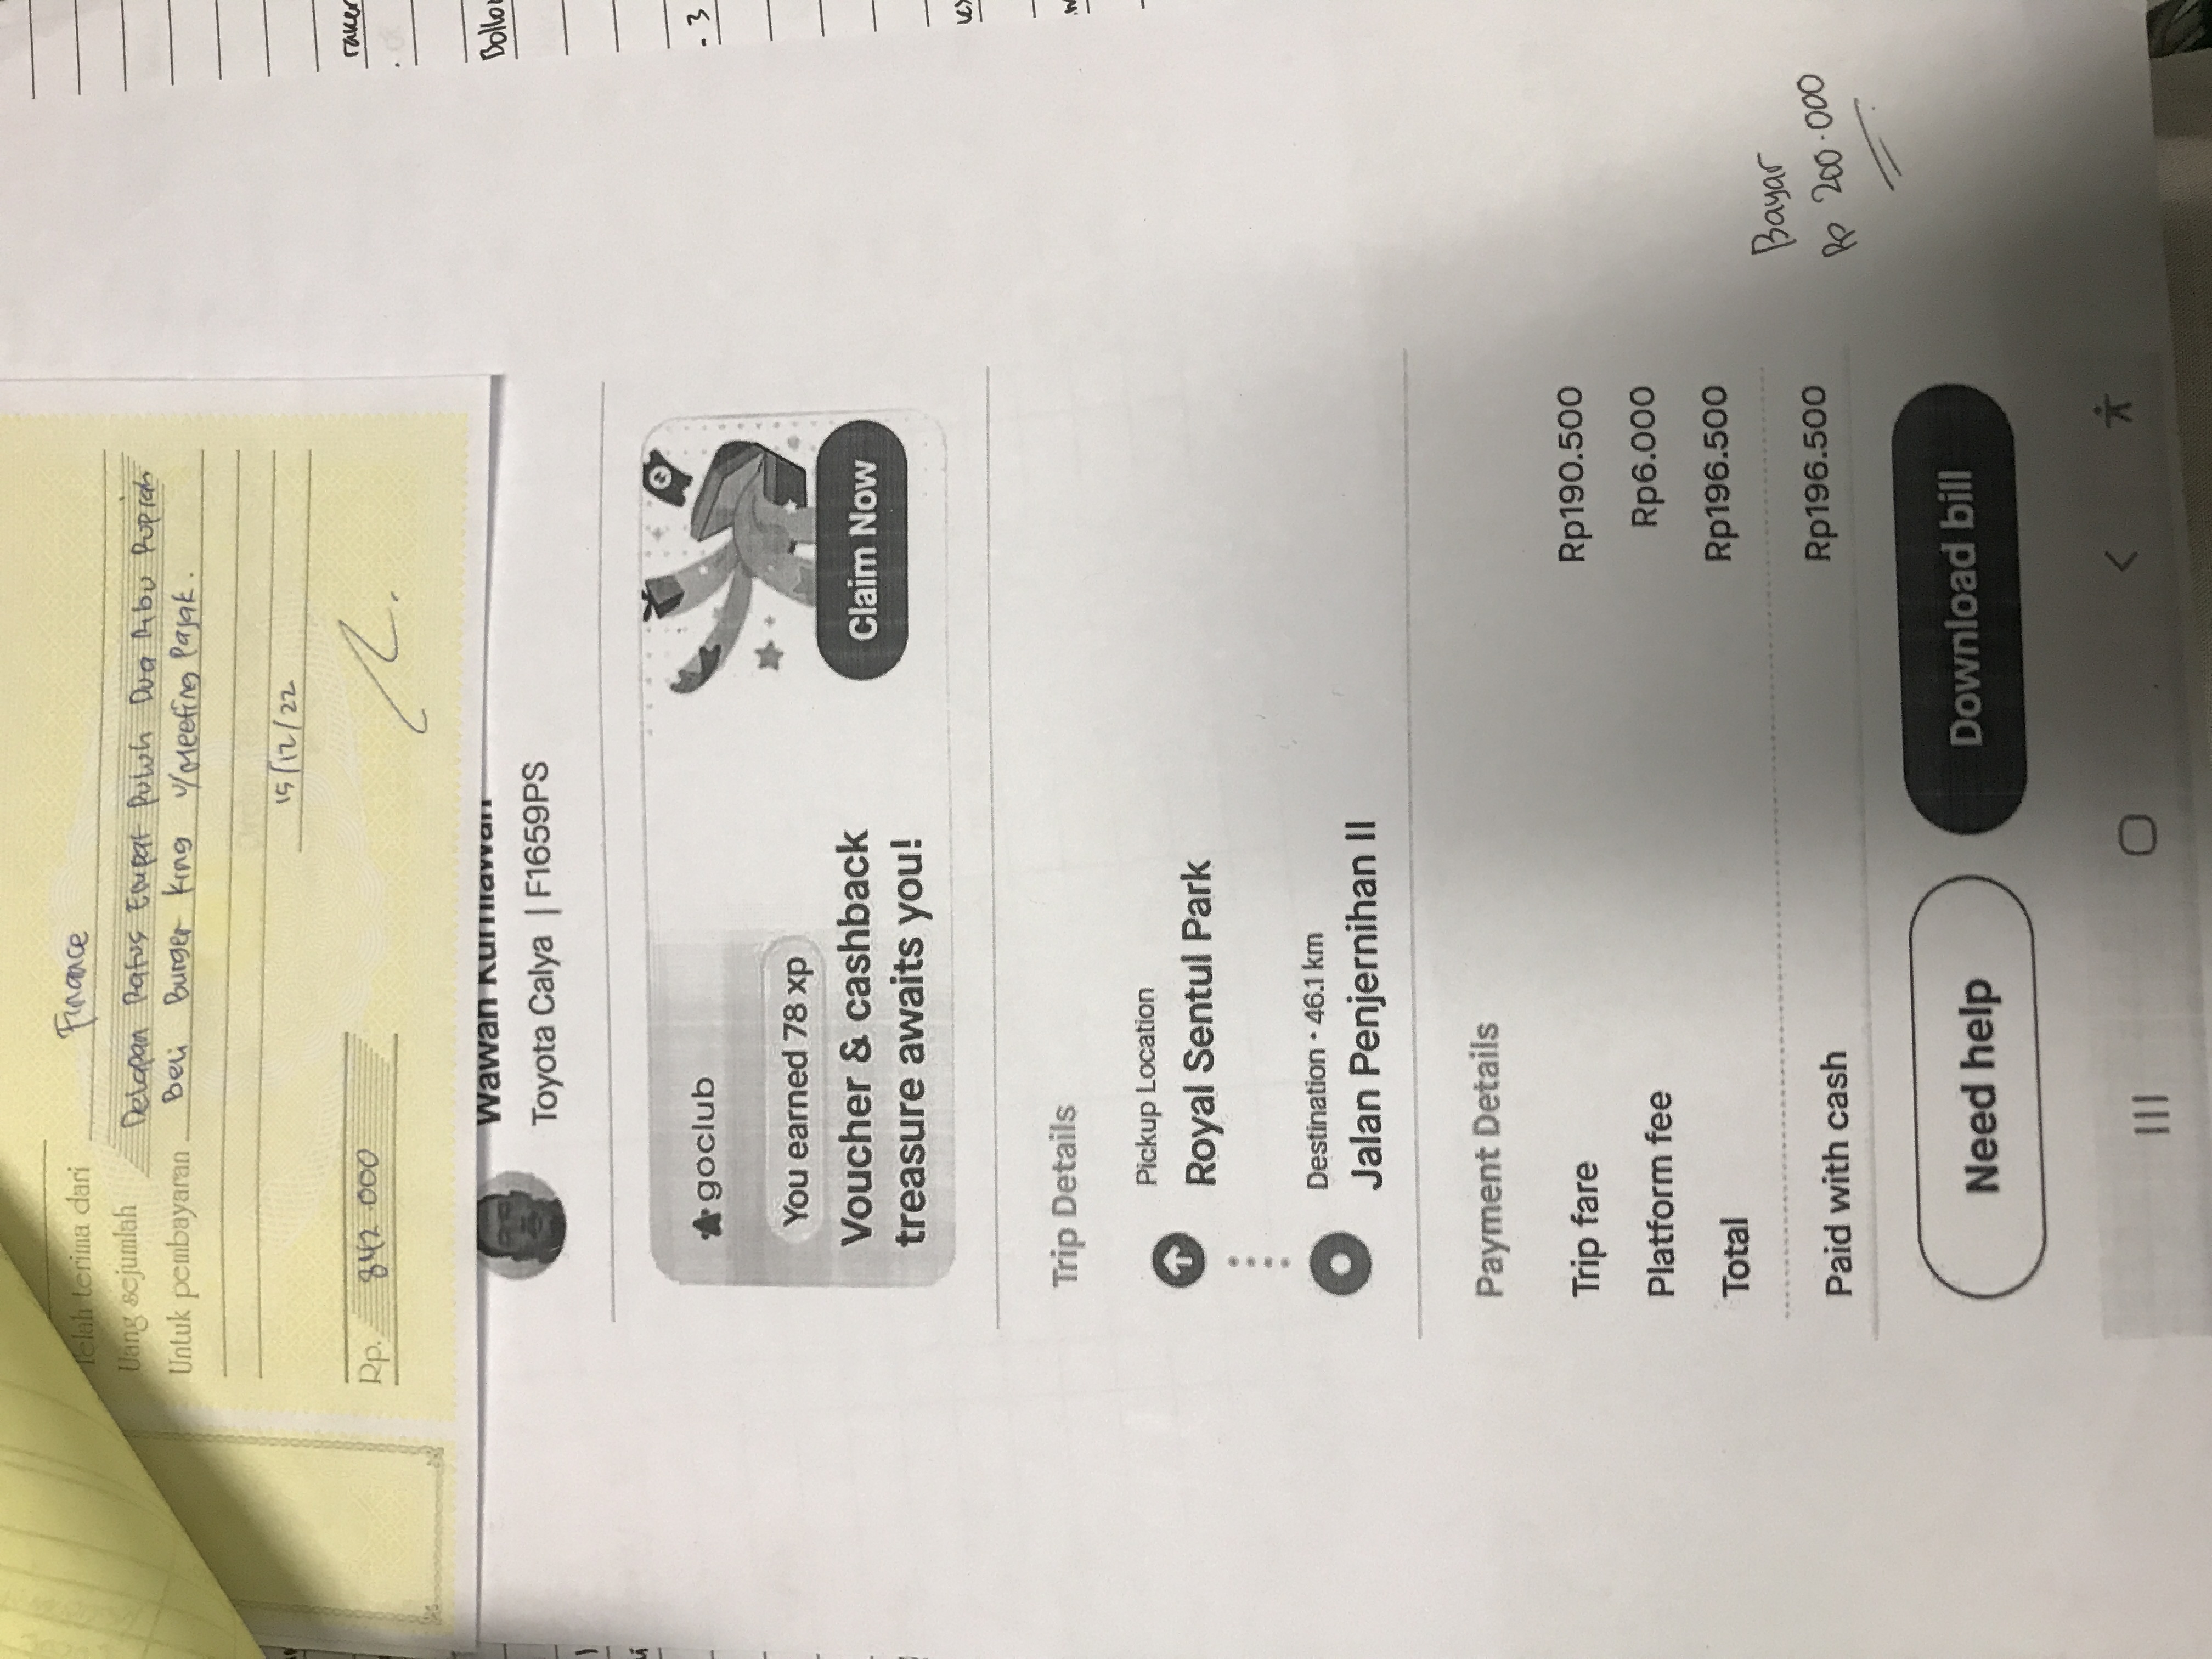 Telah terima dari Finance
Uang sejumlah Delapan Ratus Empat Puluh Dua Ribu Rupiah
Untuk pembayaran Beli Burger King u/Meeting Pajak.
15/12/22
Rp. 842.000
Wawan Kurniawan
Toyota Calya | F1659PS
goclub
You earned 78 xp
Voucher & cashback
treasure awaits you!
Claim Now
Trip Details
Pickup Location
Royal Sentul Park
Destination • 46.1 km
Jalan Penjernihan II
Payment Details
Trip fare Rp190.500
Platform fee Rp6.000
Total Rp196.500
Paid with cash Rp196.500
Bayar
Rp 200.000
Need help
Download bill